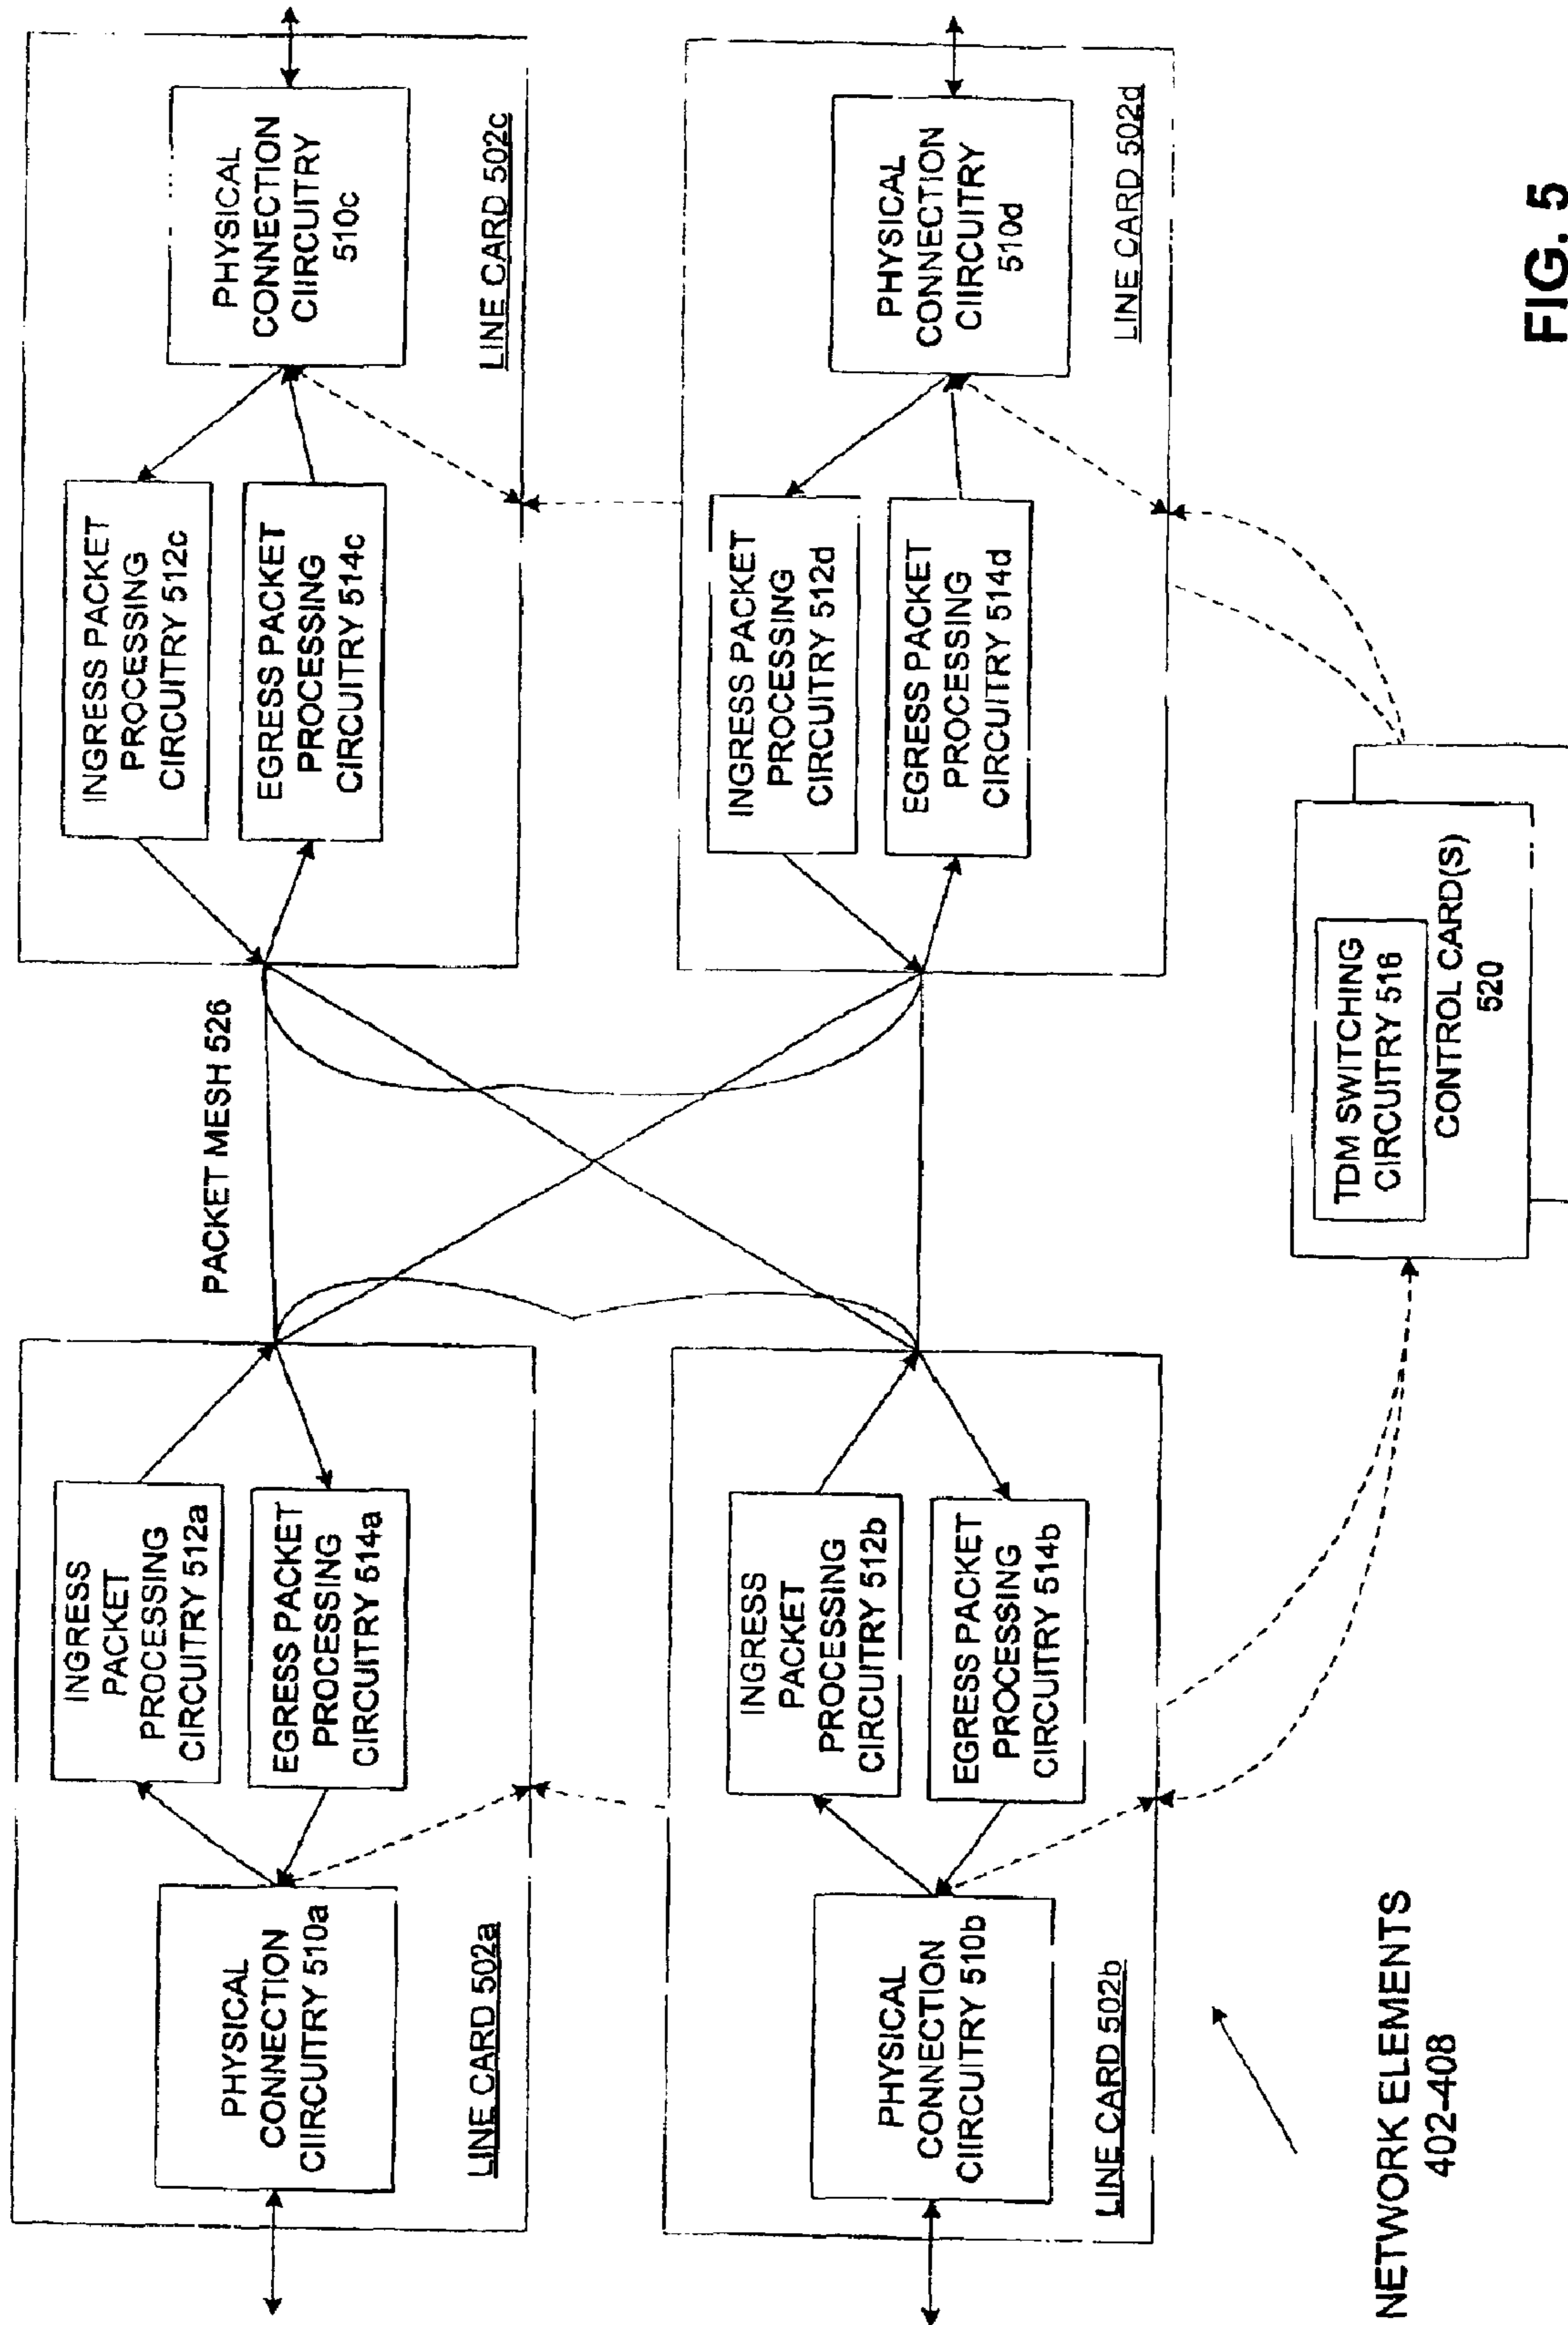 INGRESS
PACKET
PROCESSING
CIRCUITRY 512a
EGRESS PACKET
PROCESSING
CIRCUITRY 514a
PHYSICAL
CONNECTION
CIIRCUITRY 510a
LINE CARD 502a
PACKET MESH 526
INGRESS PACKET
PROCESSING
CIRCUITRY 512c
EGRESS PACKET
PROCESSING
CIRCUITRY 514c
PHYSICAL
CONNECTION
CIIRCUITRY
510c
LINE CARD 502c
INGRESS
PACKET
PROCESSING
CIRCUITRY 512b
EGRESS PACKET
PROCESSING
CIRCUITRY 514b
PHYSICAL
CONNECTION
CIIRCUITRY 510b
LINE CARD 502b
INGRESS PACKET
PROCESSING
CIRCUITRY 512d
EGRESS PACKET
PROCESSING
CIRCUITRY 514d
PHYSICAL
CONNECTION
CIIRCUITRY
510d
LINE CARD 502d
TDM SWITCHING
CIRCUITRY 516
CONTROL CARD(S)
520
NETWORK ELEMENTS
402-408
FIG. 5